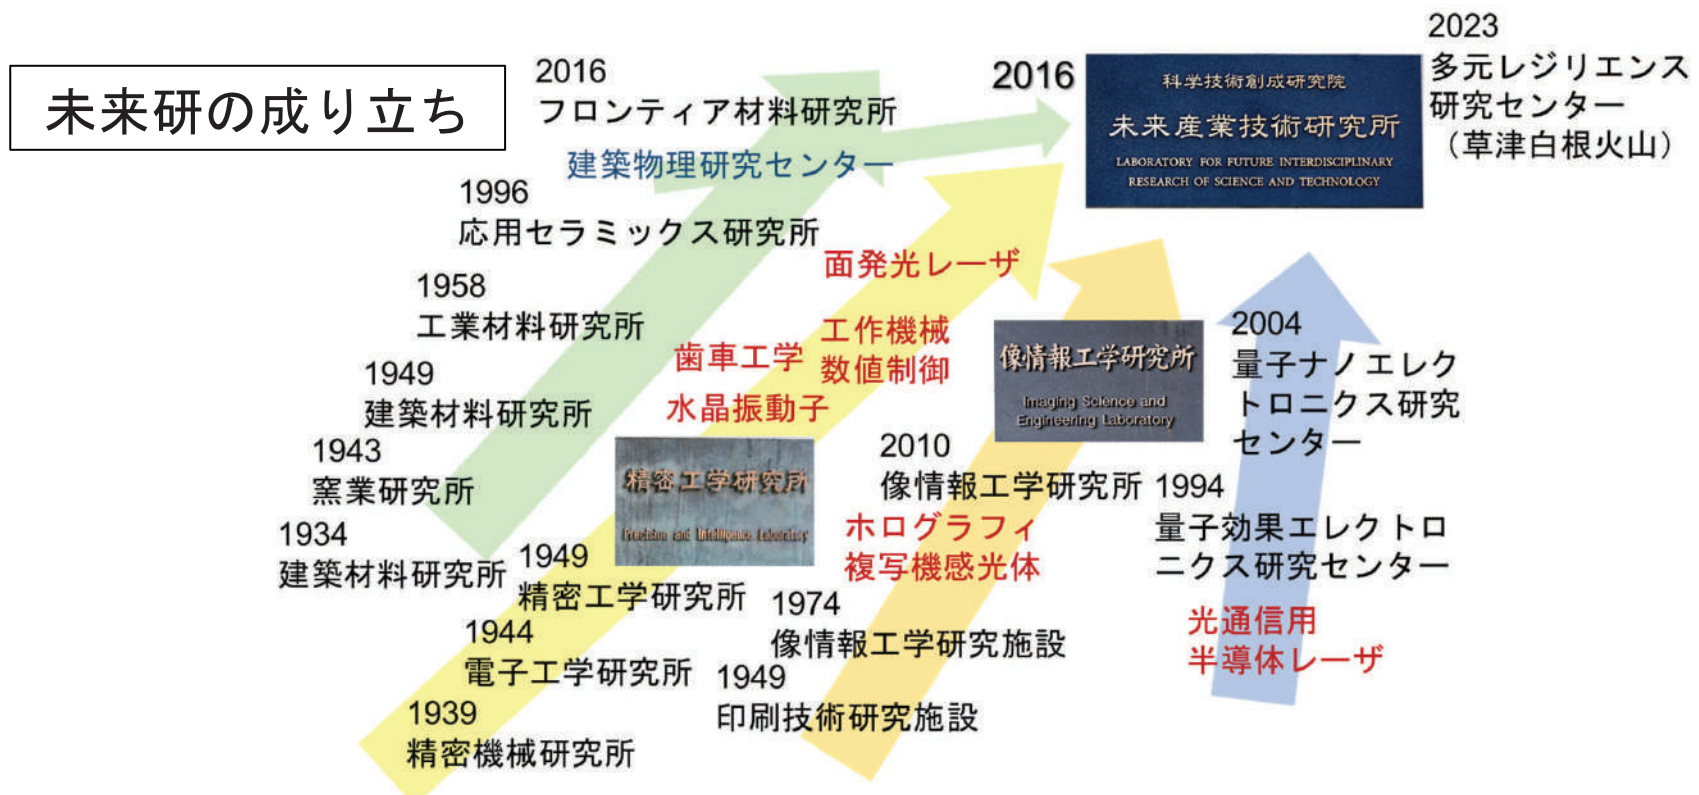 未来研の成り立ち
2016
フロンティア材料研究所
建築物理研究センター
1996
応用セラミックス研究所
1958
工業材料研究所
1949
建築材料研究所
1943
窯業研究所
1934
建築材料研究所
2016
科学技術創成研究院
未来産業技術研究所
LABORATORY FOR FUTURE INTERDISCIPLINARY
RESEARCH OF SCIENCE AND TECHNOLOGY
2023
多元レジリエンス
研究センター
（草津白根火山）
面発光レーザ
工作機械
数値制御
歯車工学
水晶振動子
精密工学研究所
Precision and Intelligence Laboratory
1949
精密工学研究所
1944
電子工学研究所
1939
精密機械研究所
像情報工学研究所
Imaging Science and
Engineering Laboratory
2010
像情報工学研究所
ホログラフィ
複写機感光体
1974
像情報工学研究施設
1949
印刷技術研究施設
2004
量子ナノエレク
トロニクス研究
センター
1994
量子効果エレクトロ
ニクス研究センター
光通信用
半導体レーザ